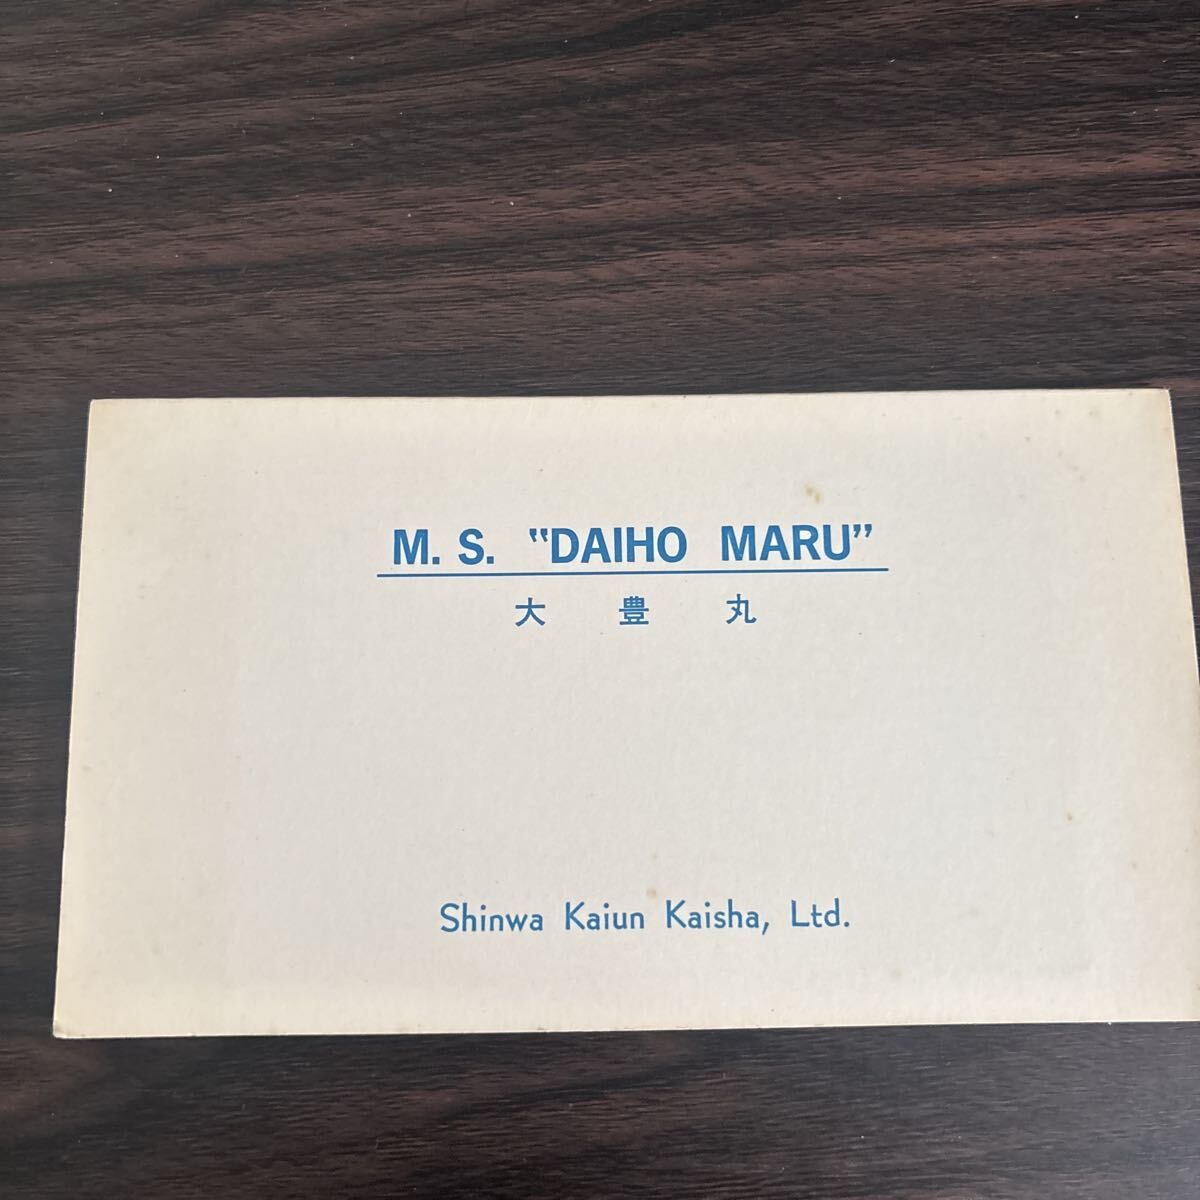 M. S. "DAIHO MARU"
大豊丸
Shinwa Kaiun Kaisha, Ltd.